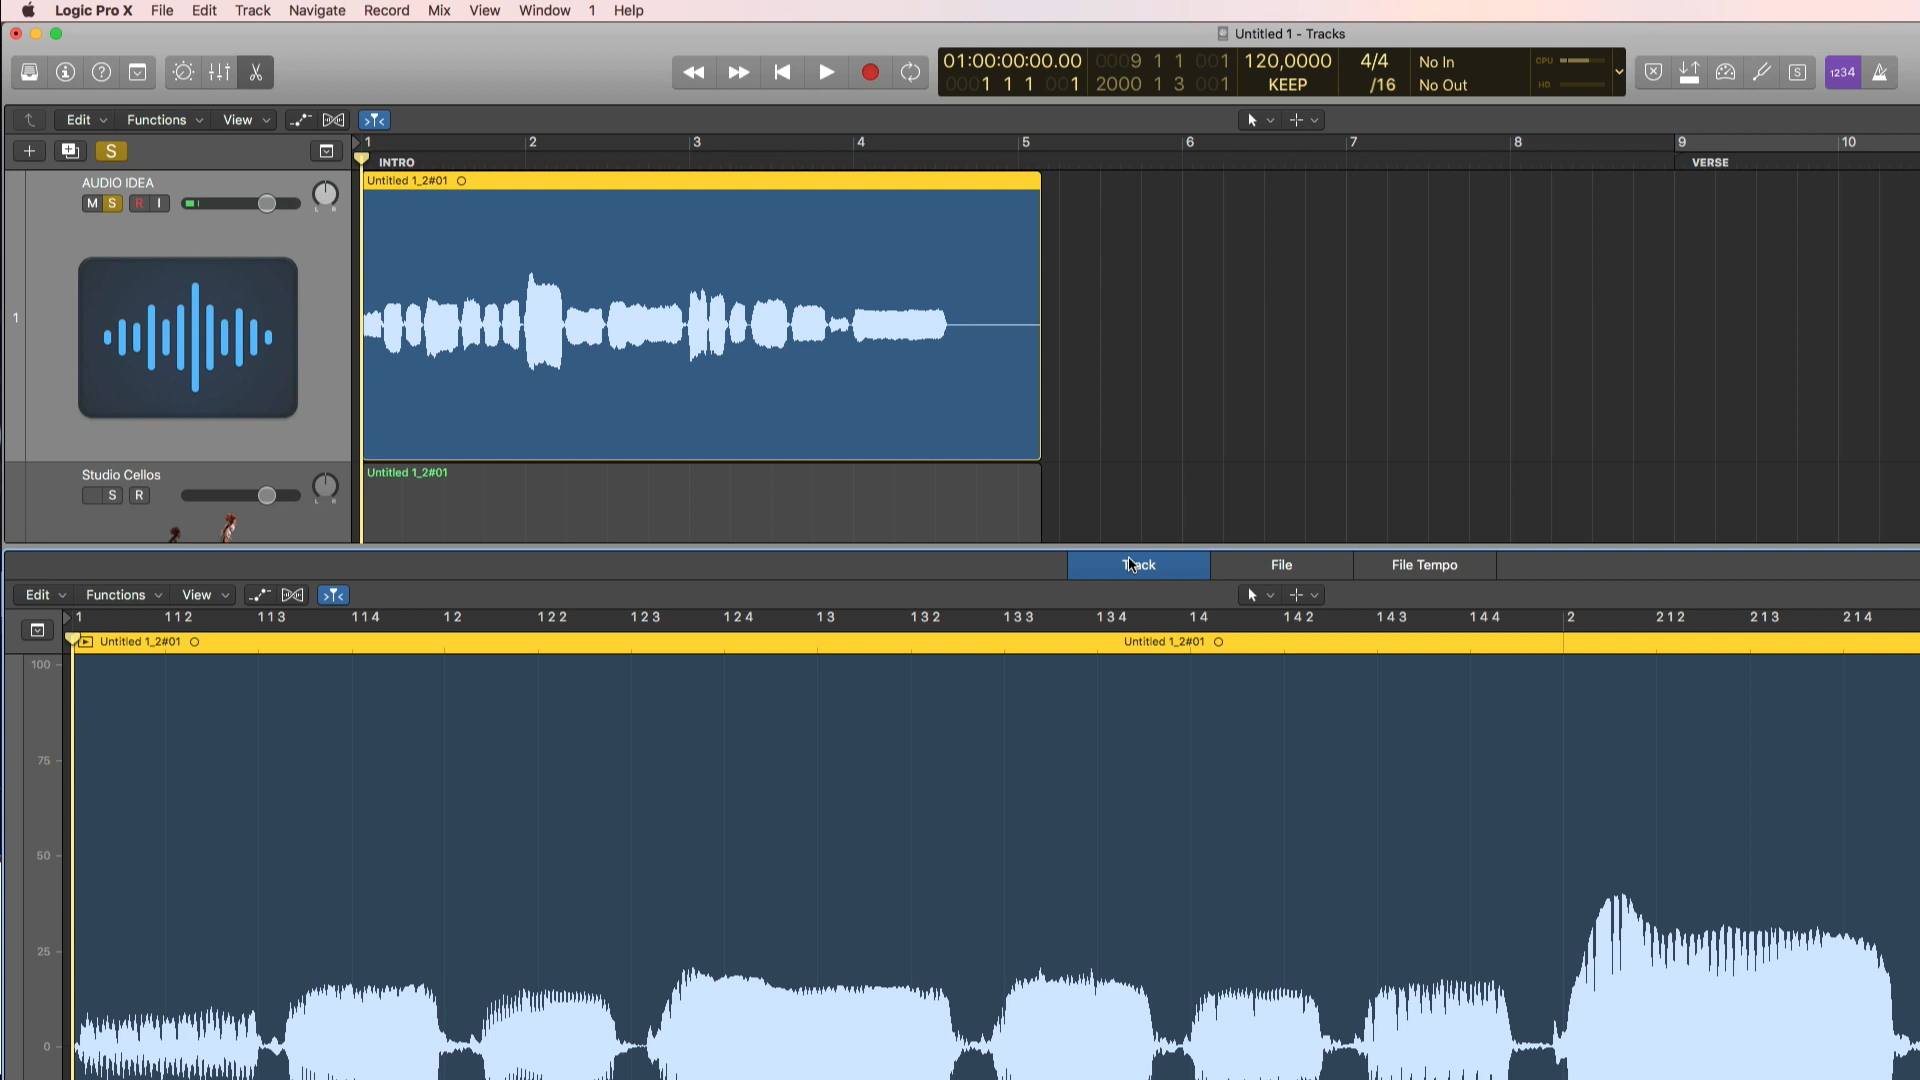 Logic Pro X File Edit Track Navigate Record Mix View Window 1 Help
Untitled 1 - Tracks
01:00:00:00.00 0009 1 1 001 120,0000 4/4 No In CPU
0001 1 1 001 2000 1 3 001 KEEP /16 No Out HD
1234
Edit Functions View
S
1 2 3 4 5 6 7 8 9 10
INTRO VERSE
AUDIO IDEA
M S R I
L R
Untitled 1_2#01
1
Studio Cellos
S R
L R
Untitled 1_2#01
Track File File Tempo
Edit Functions View
1 1 1 2 1 1 3 1 1 4 1 2 1 2 2 1 2 3 1 2 4 1 3 1 3 2 1 3 3 1 3 4 1 4 1 4 2 1 4 3 1 4 4 2 2 1 2 2 1 3 2 1 4
Untitled 1_2#01 Untitled 1_2#01
100
75
50
25
0